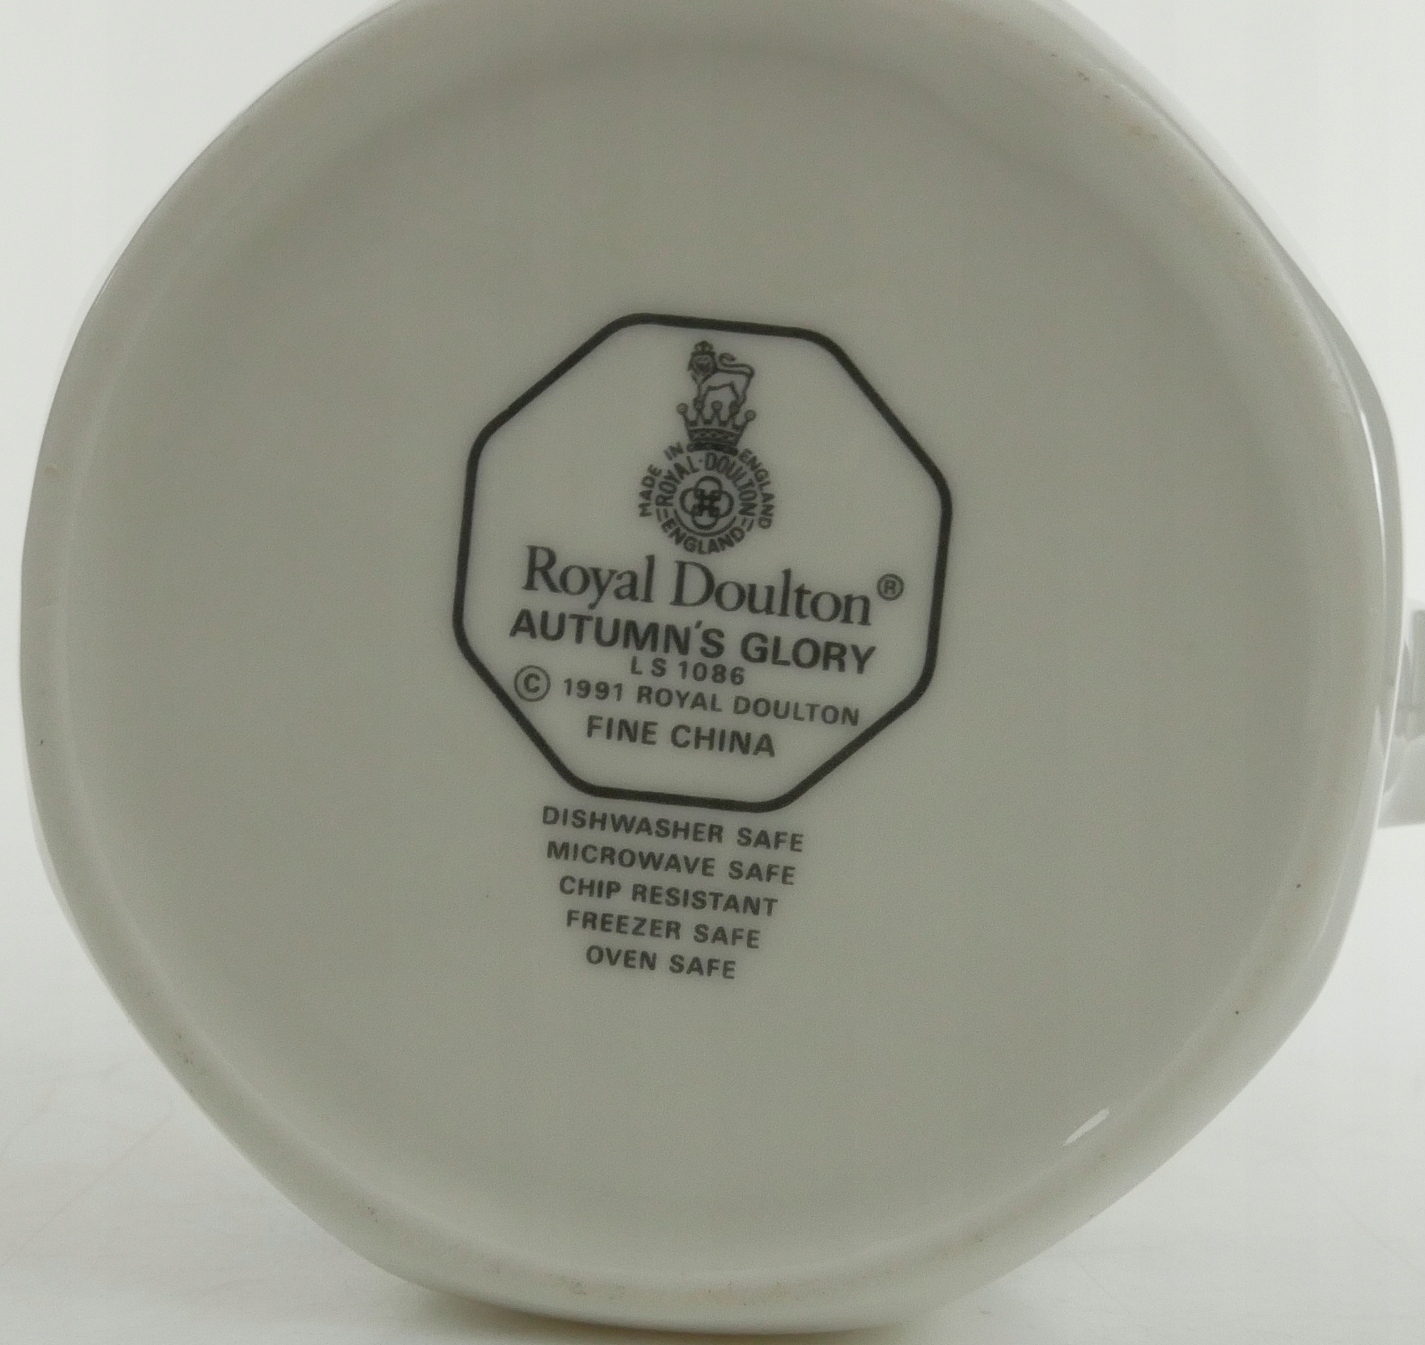 MADE IN ENGLAND
ROYAL·DOULTON
ENGLAND
Royal Doulton®
AUTUMN'S GLORY
LS 1086
© 1991 ROYAL DOULTON
FINE CHINA
DISHWASHER SAFE
MICROWAVE SAFE
CHIP RESISTANT
FREEZER SAFE
OVEN SAFE